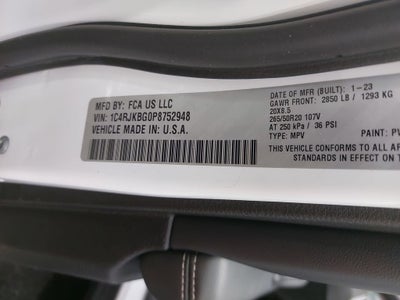 MFD BY: FCA US LLC
VIN: 1C4RJKBG0P8752948
VEHICLE MADE IN U.S.A.
DATE OF MFR (BUILT): 1-23
GAWR FRONT: 2850 LB / 1293 KG
20X8.5
265/50R20 107V
AT 250 kPa / 36 PSI
TYPE: MPV
PAINT:
THIS VEHICLE CONFORMS TO ALL
STANDARDS IN EFFECT ON